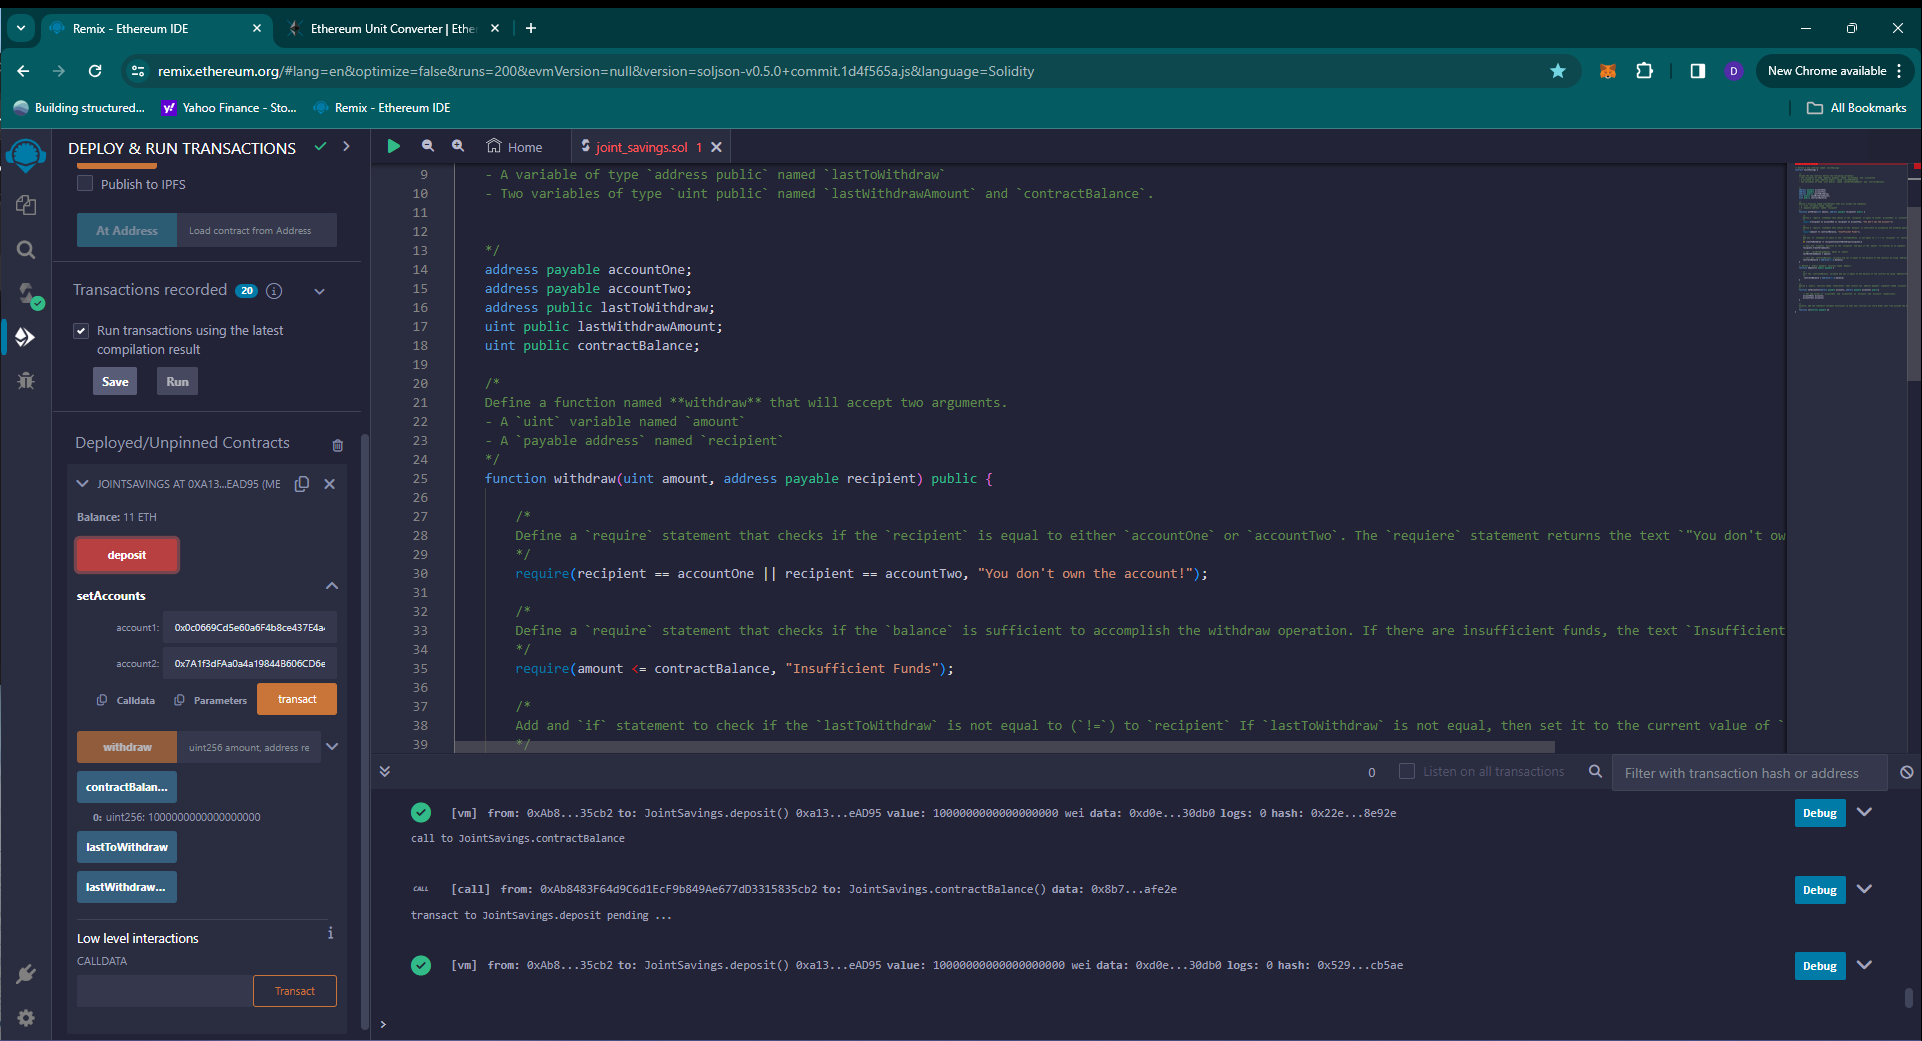 Remix - Ethereum IDE
Ethereum Unit Converter | Ethe
remix.ethereum.org/#lang=en&optimize=false&runs=200&evmVersion=null&version=soljson-v0.5.0+commit.1d4f565a.js&language=Solidity
D
New Chrome available
Building structured...
Yahoo Finance - Sto...
Remix - Ethereum IDE
All Bookmarks
DEPLOY & RUN TRANSACTIONS
Publish to IPFS
At Address
Load contract from Address
Transactions recorded 20 i
Run transactions using the latest
compilation result
Save
Run
Deployed/Unpinned Contracts
JOINTSAVINGS AT 0XA13...EAD95 (ME
Balance: 11 ETH
deposit
setAccounts
account1: 0x0c0669Cd5e60a6F4b8ce437E4a
account2: 0x7A1f3dFAa0a4a19844B606CD6e
Calldata
Parameters
transact
withdraw
uint256 amount, address re
contractBalan...
0: uint256: 1000000000000000000
lastToWithdraw
lastWithdraw...
Low level interactions
i
CALLDATA
Transact
Home
joint_savings.sol 1
9 - A variable of type `address public` named `lastToWithdraw`
10 - Two variables of type `uint public` named `lastWithdrawAmount` and `contractBalance`.
11
12
13 */
14 address payable accountOne;
15 address payable accountTwo;
16 address public lastToWithdraw;
17 uint public lastWithdrawAmount;
18 uint public contractBalance;
19
20 /*
21 Define a function named **withdraw** that will accept two arguments.
22 - A `uint` variable named `amount`
23 - A `payable address` named `recipient`
24 */
25 function withdraw(uint amount, address payable recipient) public {
26
27 /*
28 Define a `require` statement that checks if the `recipient` is equal to either `accountOne` or `accountTwo`. The `requiere` statement returns the text `"You don't ow
29 */
30 require(recipient == accountOne || recipient == accountTwo, "You don't own the account!");
31
32 /*
33 Define a `require` statement that checks if the `balance` is sufficient to accomplish the withdraw operation. If there are insufficient funds, the text `Insufficient
34 */
35 require(amount <= contractBalance, "Insufficient Funds");
36
37 /*
38 Add and `if` statement to check if the `lastToWithdraw` is not equal to (`!=`) to `recipient` If `lastToWithdraw` is not equal, then set it to the current value of `
39 */
0
Listen on all transactions
Filter with transaction hash or address
[vm] from: 0xAb8...35cb2 to: JointSavings.deposit() 0xa13...eAD95 value: 1000000000000000000 wei data: 0xd0e...30db0 logs: 0 hash: 0x22e...8e92e
Debug
call to JointSavings.contractBalance
CALL [call] from: 0xAb8483F64d9C6d1EcF9b849Ae677dD3315835cb2 to: JointSavings.contractBalance() data: 0x8b7...afe2e
Debug
transact to JointSavings.deposit pending ...
[vm] from: 0xAb8...35cb2 to: JointSavings.deposit() 0xa13...eAD95 value: 10000000000000000000 wei data: 0xd0e...30db0 logs: 0 hash: 0x529...cb5ae
Debug
>